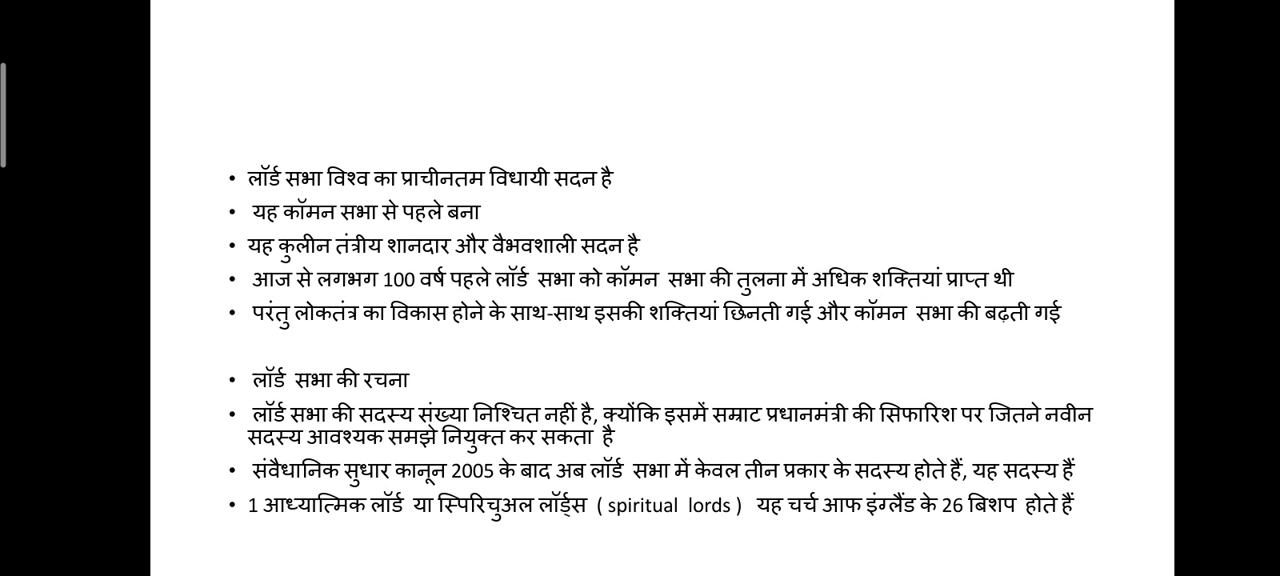 • लॉर्ड सभा विश्व का प्राचीनतम विधायी सदन है
• यह कॉमन सभा से पहले बना
• यह कुलीन तंत्रीय शानदार और वैभवशाली सदन है
• आज से लगभग 100 वर्ष पहले लॉर्ड सभा को कॉमन सभा की तुलना में अधिक शक्तियां प्राप्त थी
• परंतु लोकतंत्र का विकास होने के साथ-साथ इसकी शक्तियां छिनती गई और कॉमन सभा की बढ़ती गई
• लॉर्ड सभा की रचना
• लॉर्ड सभा की सदस्य संख्या निश्चित नहीं है, क्योंकि इसमें सम्राट प्रधानमंत्री की सिफारिश पर जितने नवीन
सदस्य आवश्यक समझे नियुक्त कर सकता है
• संवैधानिक सुधार कानून 2005 के बाद अब लॉर्ड सभा में केवल तीन प्रकार के सदस्य होते हैं, यह सदस्य हैं
• 1 आध्यात्मिक लॉर्ड या स्पिरिचुअल लॉर्ड्स ( spiritual lords ) यह चर्च आफ इंग्लैंड के 26 बिशप होते हैं